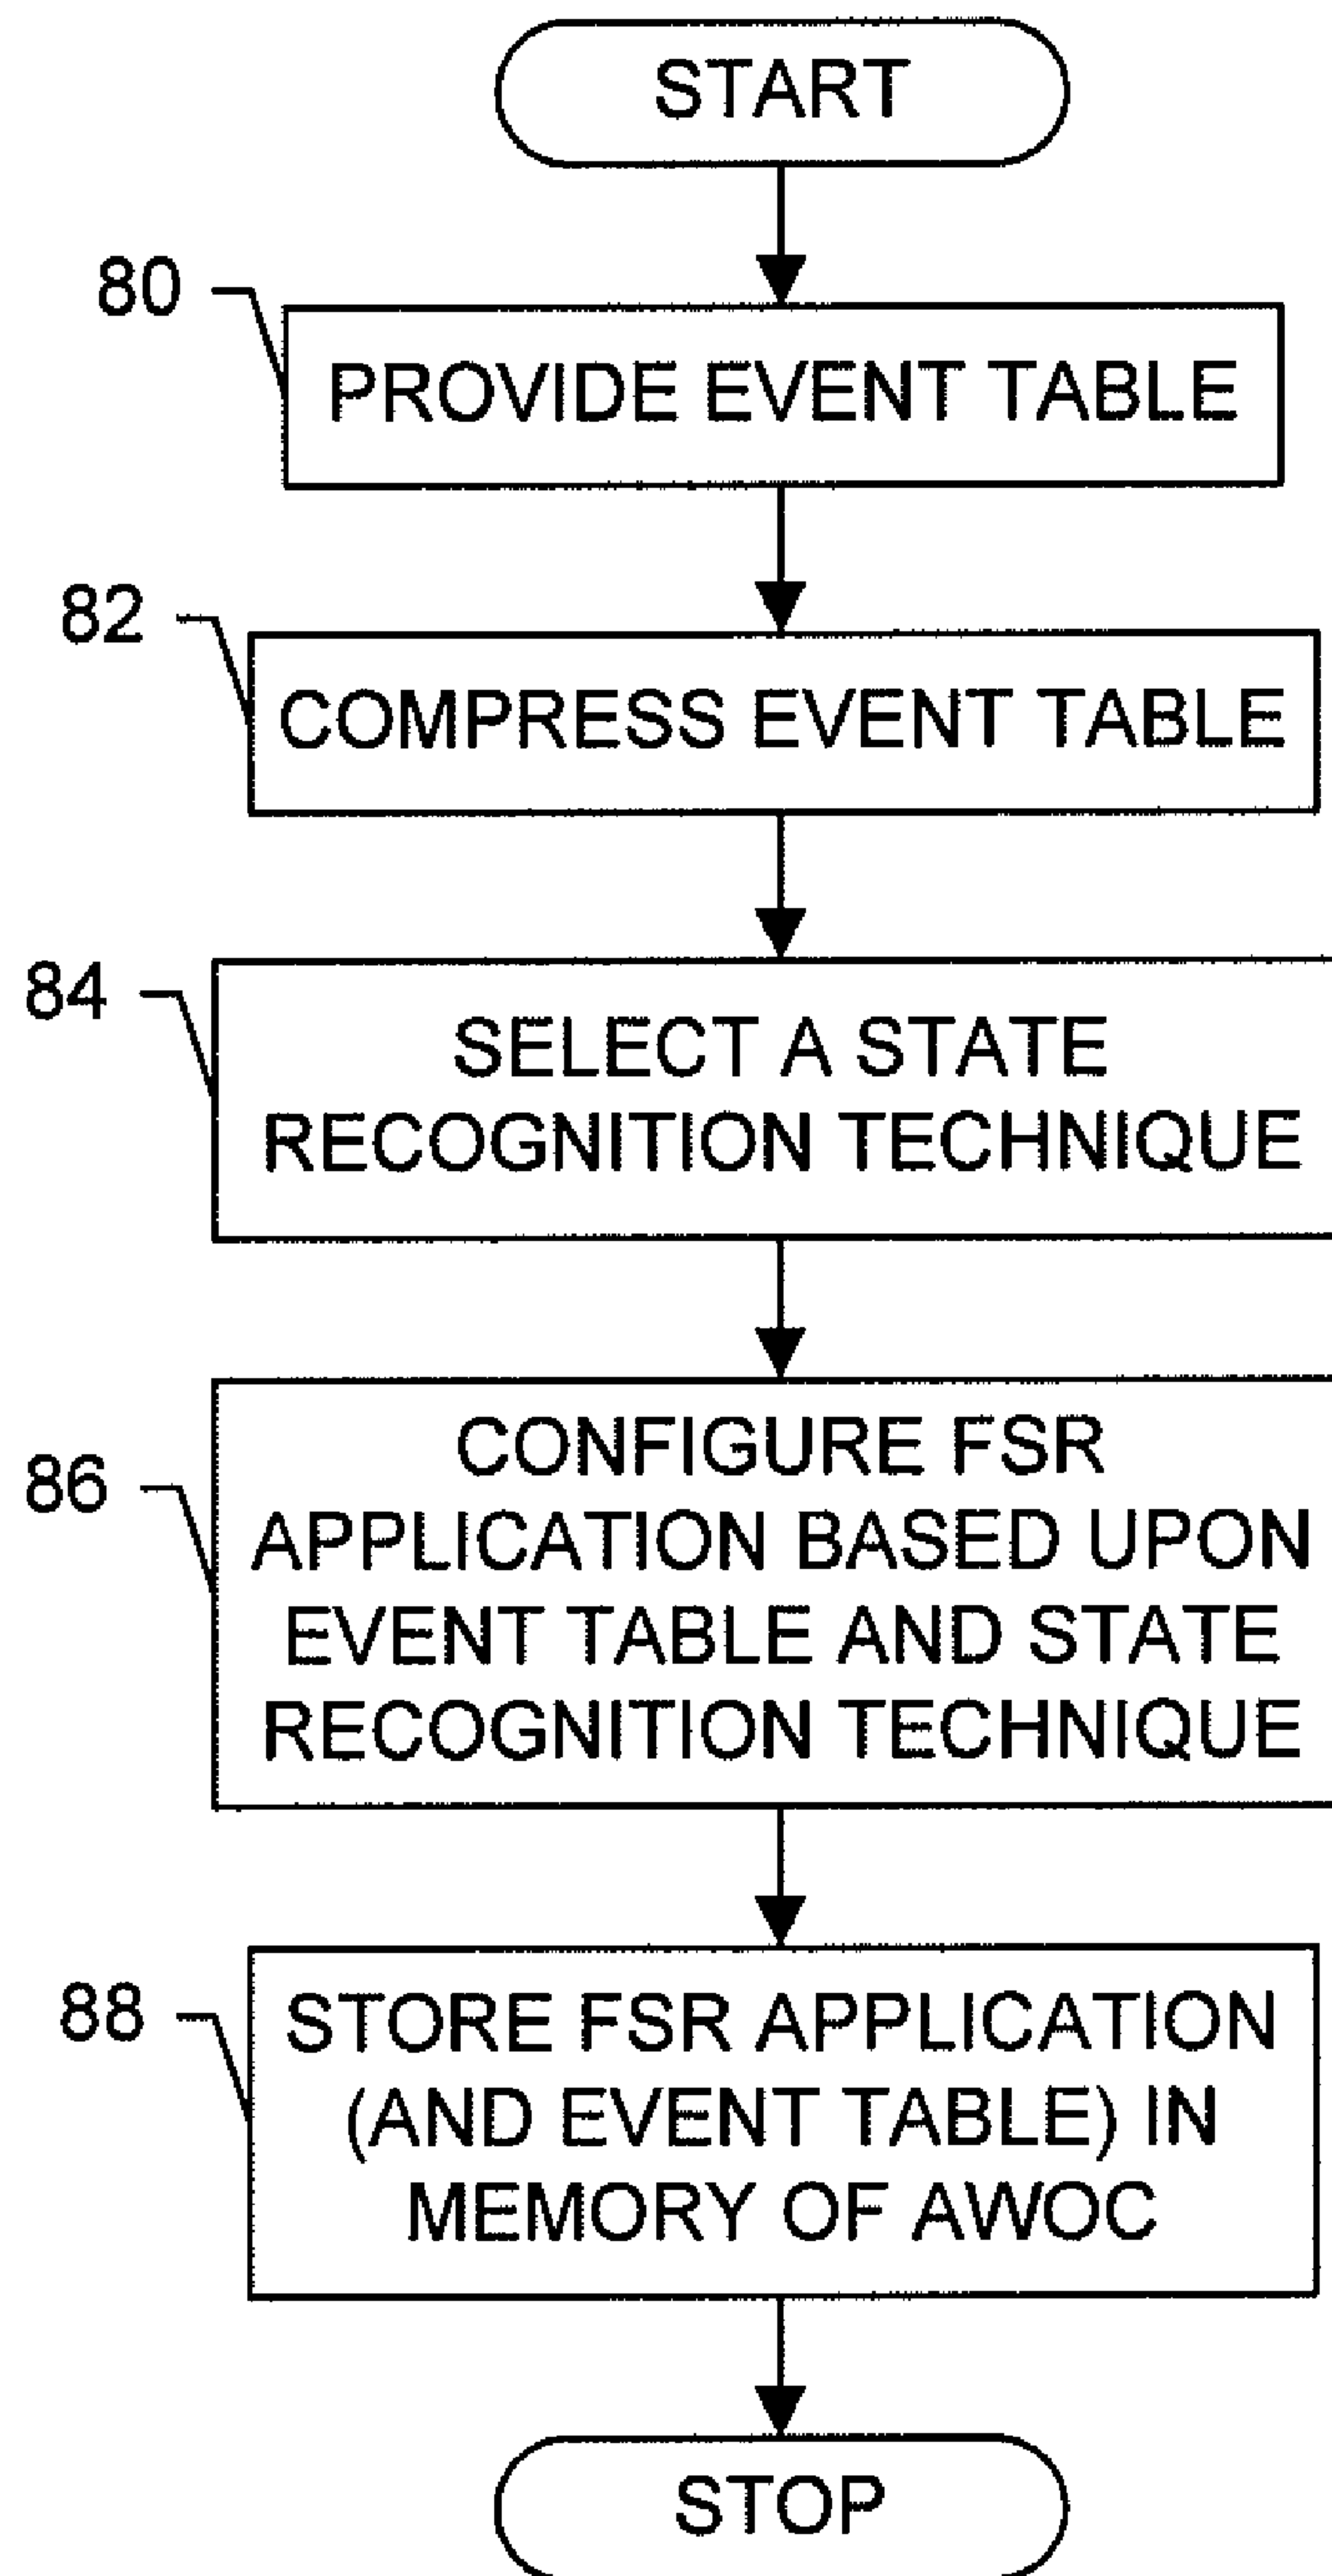 START
80
PROVIDE EVENT TABLE
82
COMPRESS EVENT TABLE
84
SELECT A STATE
RECOGNITION TECHNIQUE
86
CONFIGURE FSR
APPLICATION BASED UPON
EVENT TABLE AND STATE
RECOGNITION TECHNIQUE
88
STORE FSR APPLICATION
(AND EVENT TABLE) IN
MEMORY OF AWOC
STOP